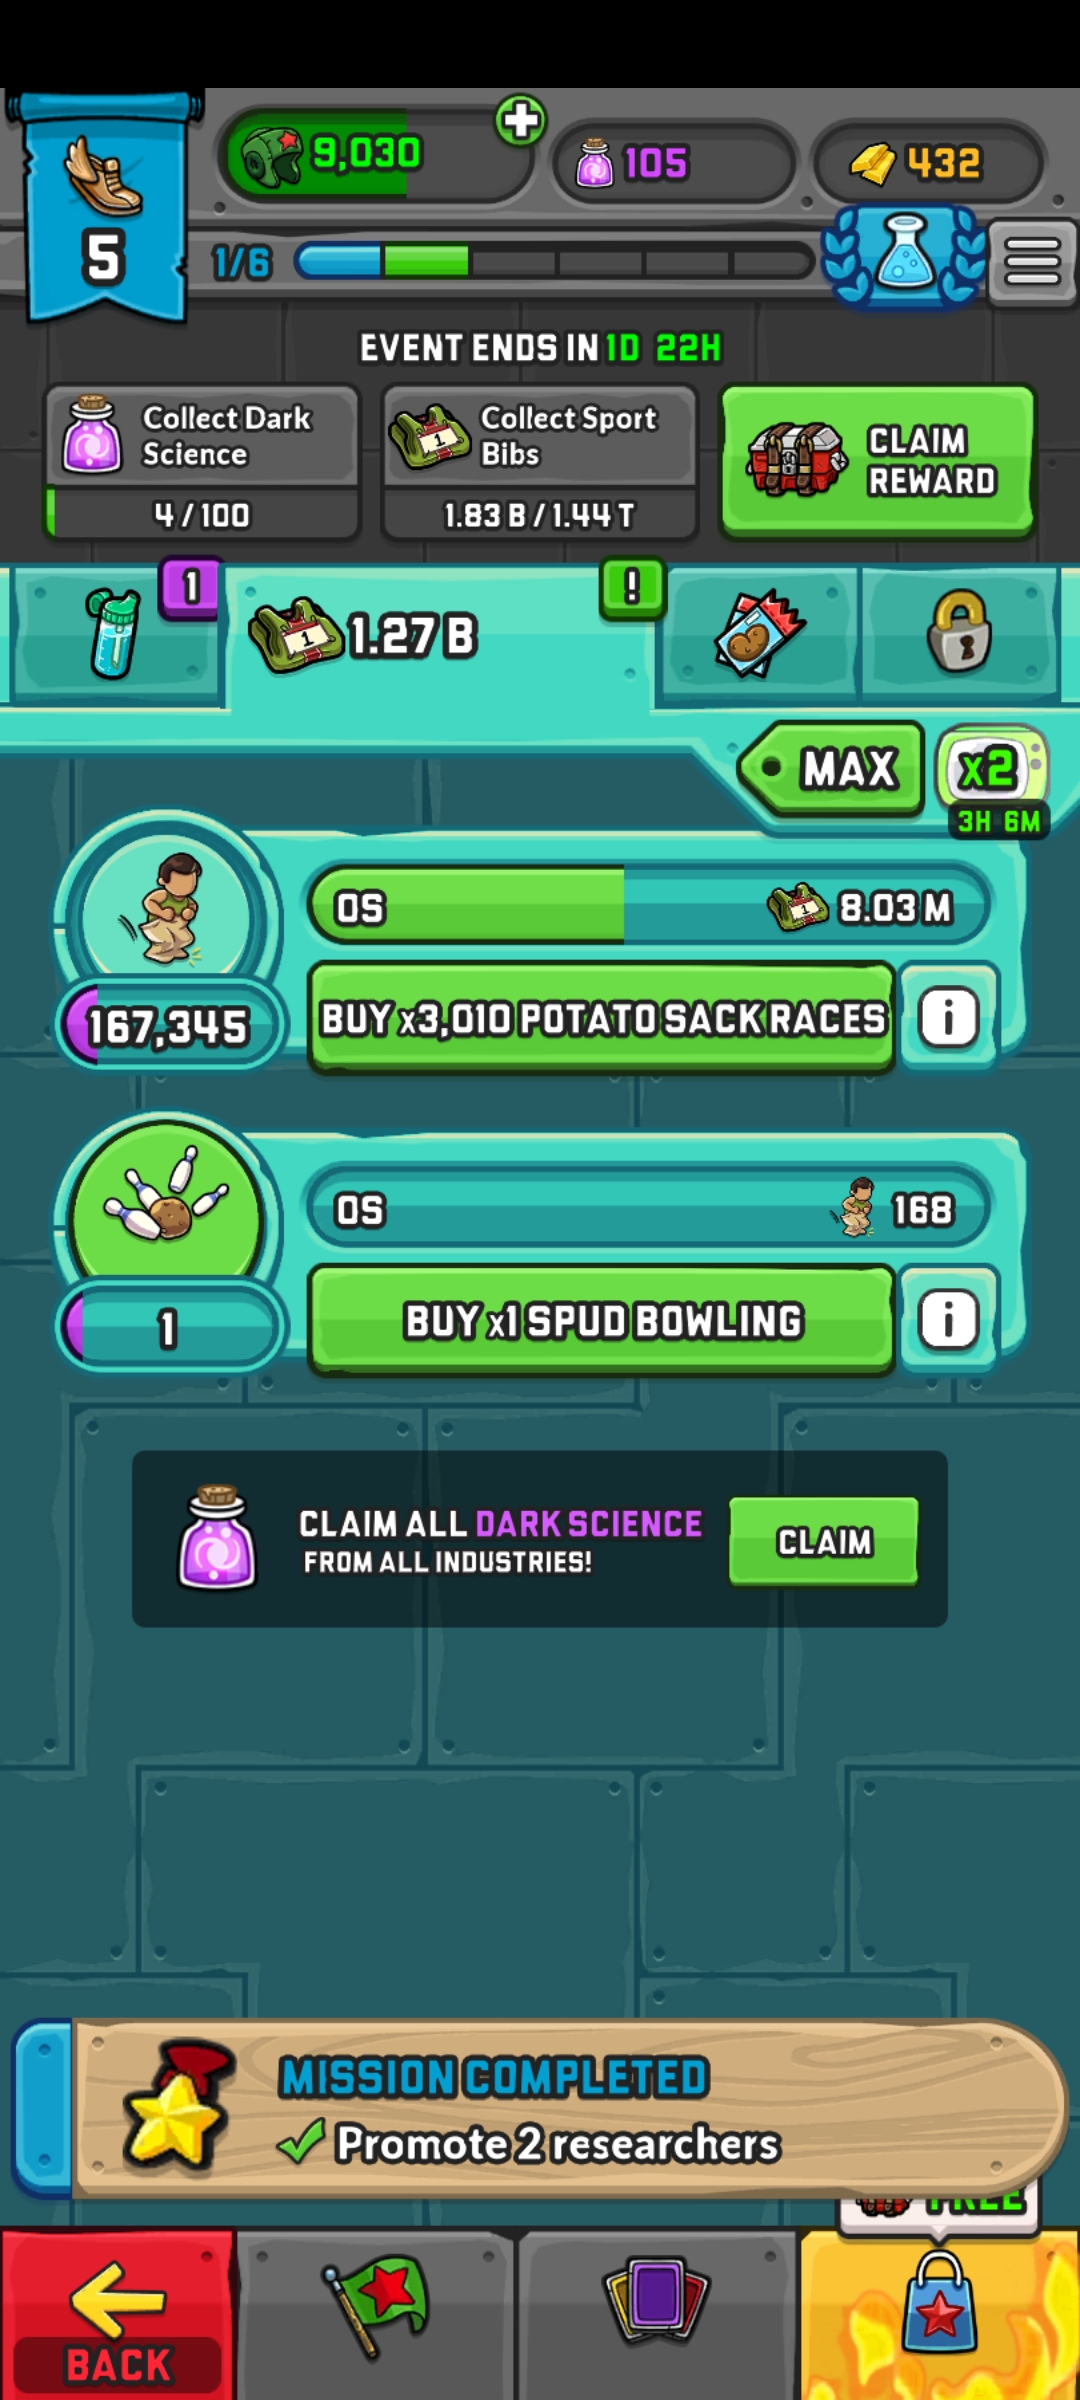 9,030
105
432
5
1/6
EVENT ENDS IN 1D 22H
Collect Dark Science
4/100
Collect Sport Bibs
1.83 B/1.44 T
CLAIM REWARD
1
1
1.27 B
!
MAX
x2
3H 6M
0S
1
8.03 M
167,345
BUY x3,010 POTATO SACK RACES
i
0S
168
1
BUY x1 SPUD BOWLING
i
CLAIM ALL DARK SCIENCE
FROM ALL INDUSTRIES!
CLAIM
MISSION COMPLETED
Promote 2 researchers
FREE
BACK